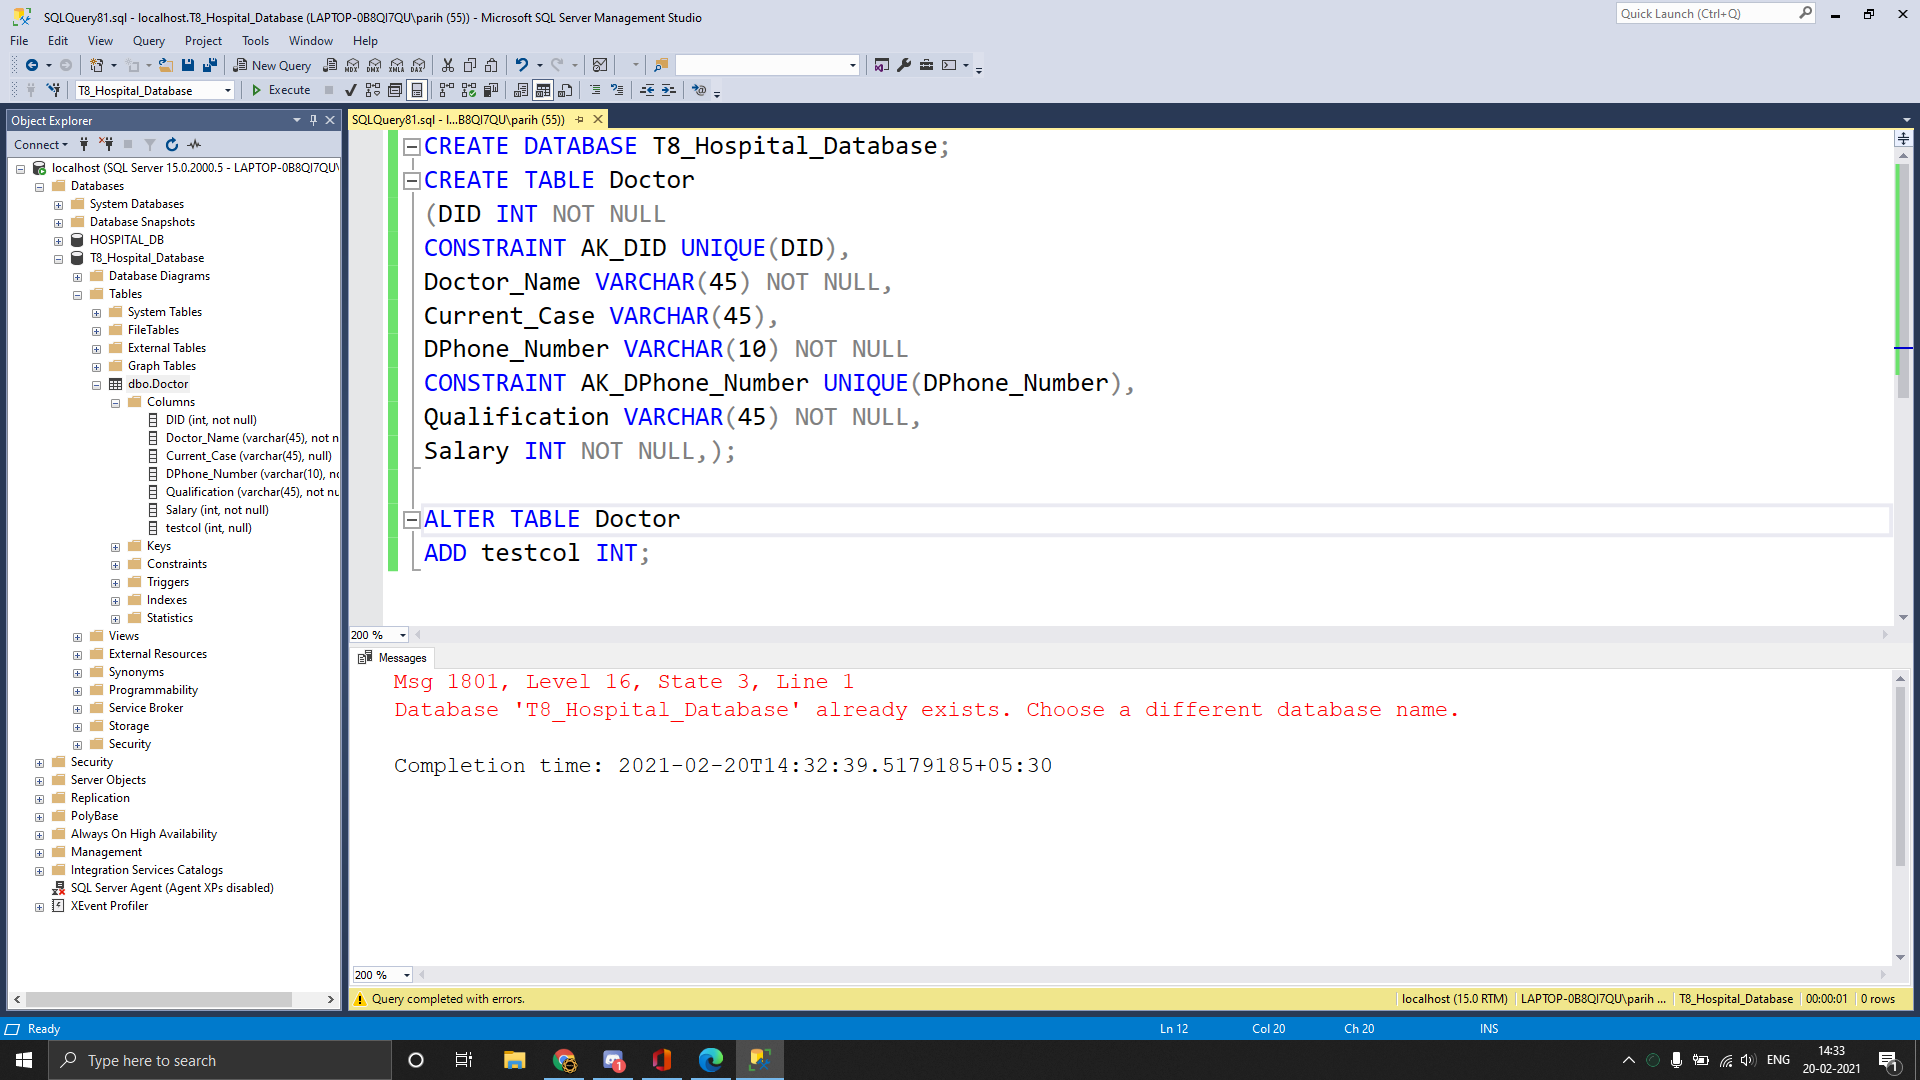 SQLQuery81.sql - localhost.T8_Hospital_Database (LAPTOP-0B8QI7QU\parih (55)) - Microsoft SQL Server Management Studio
Quick Launch (Ctrl+Q)
File Edit View Query Project Tools Window Help
New Query
T8_Hospital_Database Execute
Object Explorer
Connect
localhost (SQL Server 15.0.2000.5 - LAPTOP-0B8QI7QU\
Databases
System Databases
Database Snapshots
HOSPITAL_DB
T8_Hospital_Database
Database Diagrams
Tables
System Tables
FileTables
External Tables
Graph Tables
dbo.Doctor
Columns
DID (int, not null)
Doctor_Name (varchar(45), not n
Current_Case (varchar(45), null)
DPhone_Number (varchar(10), no
Qualification (varchar(45), not nu
Salary (int, not null)
testcol (int, null)
Keys
Constraints
Triggers
Indexes
Statistics
Views
External Resources
Synonyms
Programmability
Service Broker
Storage
Security
Security
Server Objects
Replication
PolyBase
Always On High Availability
Management
Integration Services Catalogs
SQL Server Agent (Agent XPs disabled)
XEvent Profiler
SQLQuery81.sql - l...B8QI7QU\parih (55))
CREATE DATABASE T8_Hospital_Database;
CREATE TABLE Doctor
(DID INT NOT NULL
CONSTRAINT AK_DID UNIQUE(DID),
Doctor_Name VARCHAR(45) NOT NULL,
Current_Case VARCHAR(45),
DPhone_Number VARCHAR(10) NOT NULL
CONSTRAINT AK_DPhone_Number UNIQUE(DPhone_Number),
Qualification VARCHAR(45) NOT NULL,
Salary INT NOT NULL,);
ALTER TABLE Doctor
ADD testcol INT;
200 %
Messages
Msg 1801, Level 16, State 3, Line 1
Database 'T8_Hospital_Database' already exists. Choose a different database name.
Completion time: 2021-02-20T14:32:39.5179185+05:30
200 %
Query completed with errors.
localhost (15.0 RTM) LAPTOP-0B8QI7QU\parih ... T8_Hospital_Database 00:00:01 0 rows
Ready
Ln 12 Col 20 Ch 20 INS
Type here to search
1
ENG
14:33
20-02-2021
1